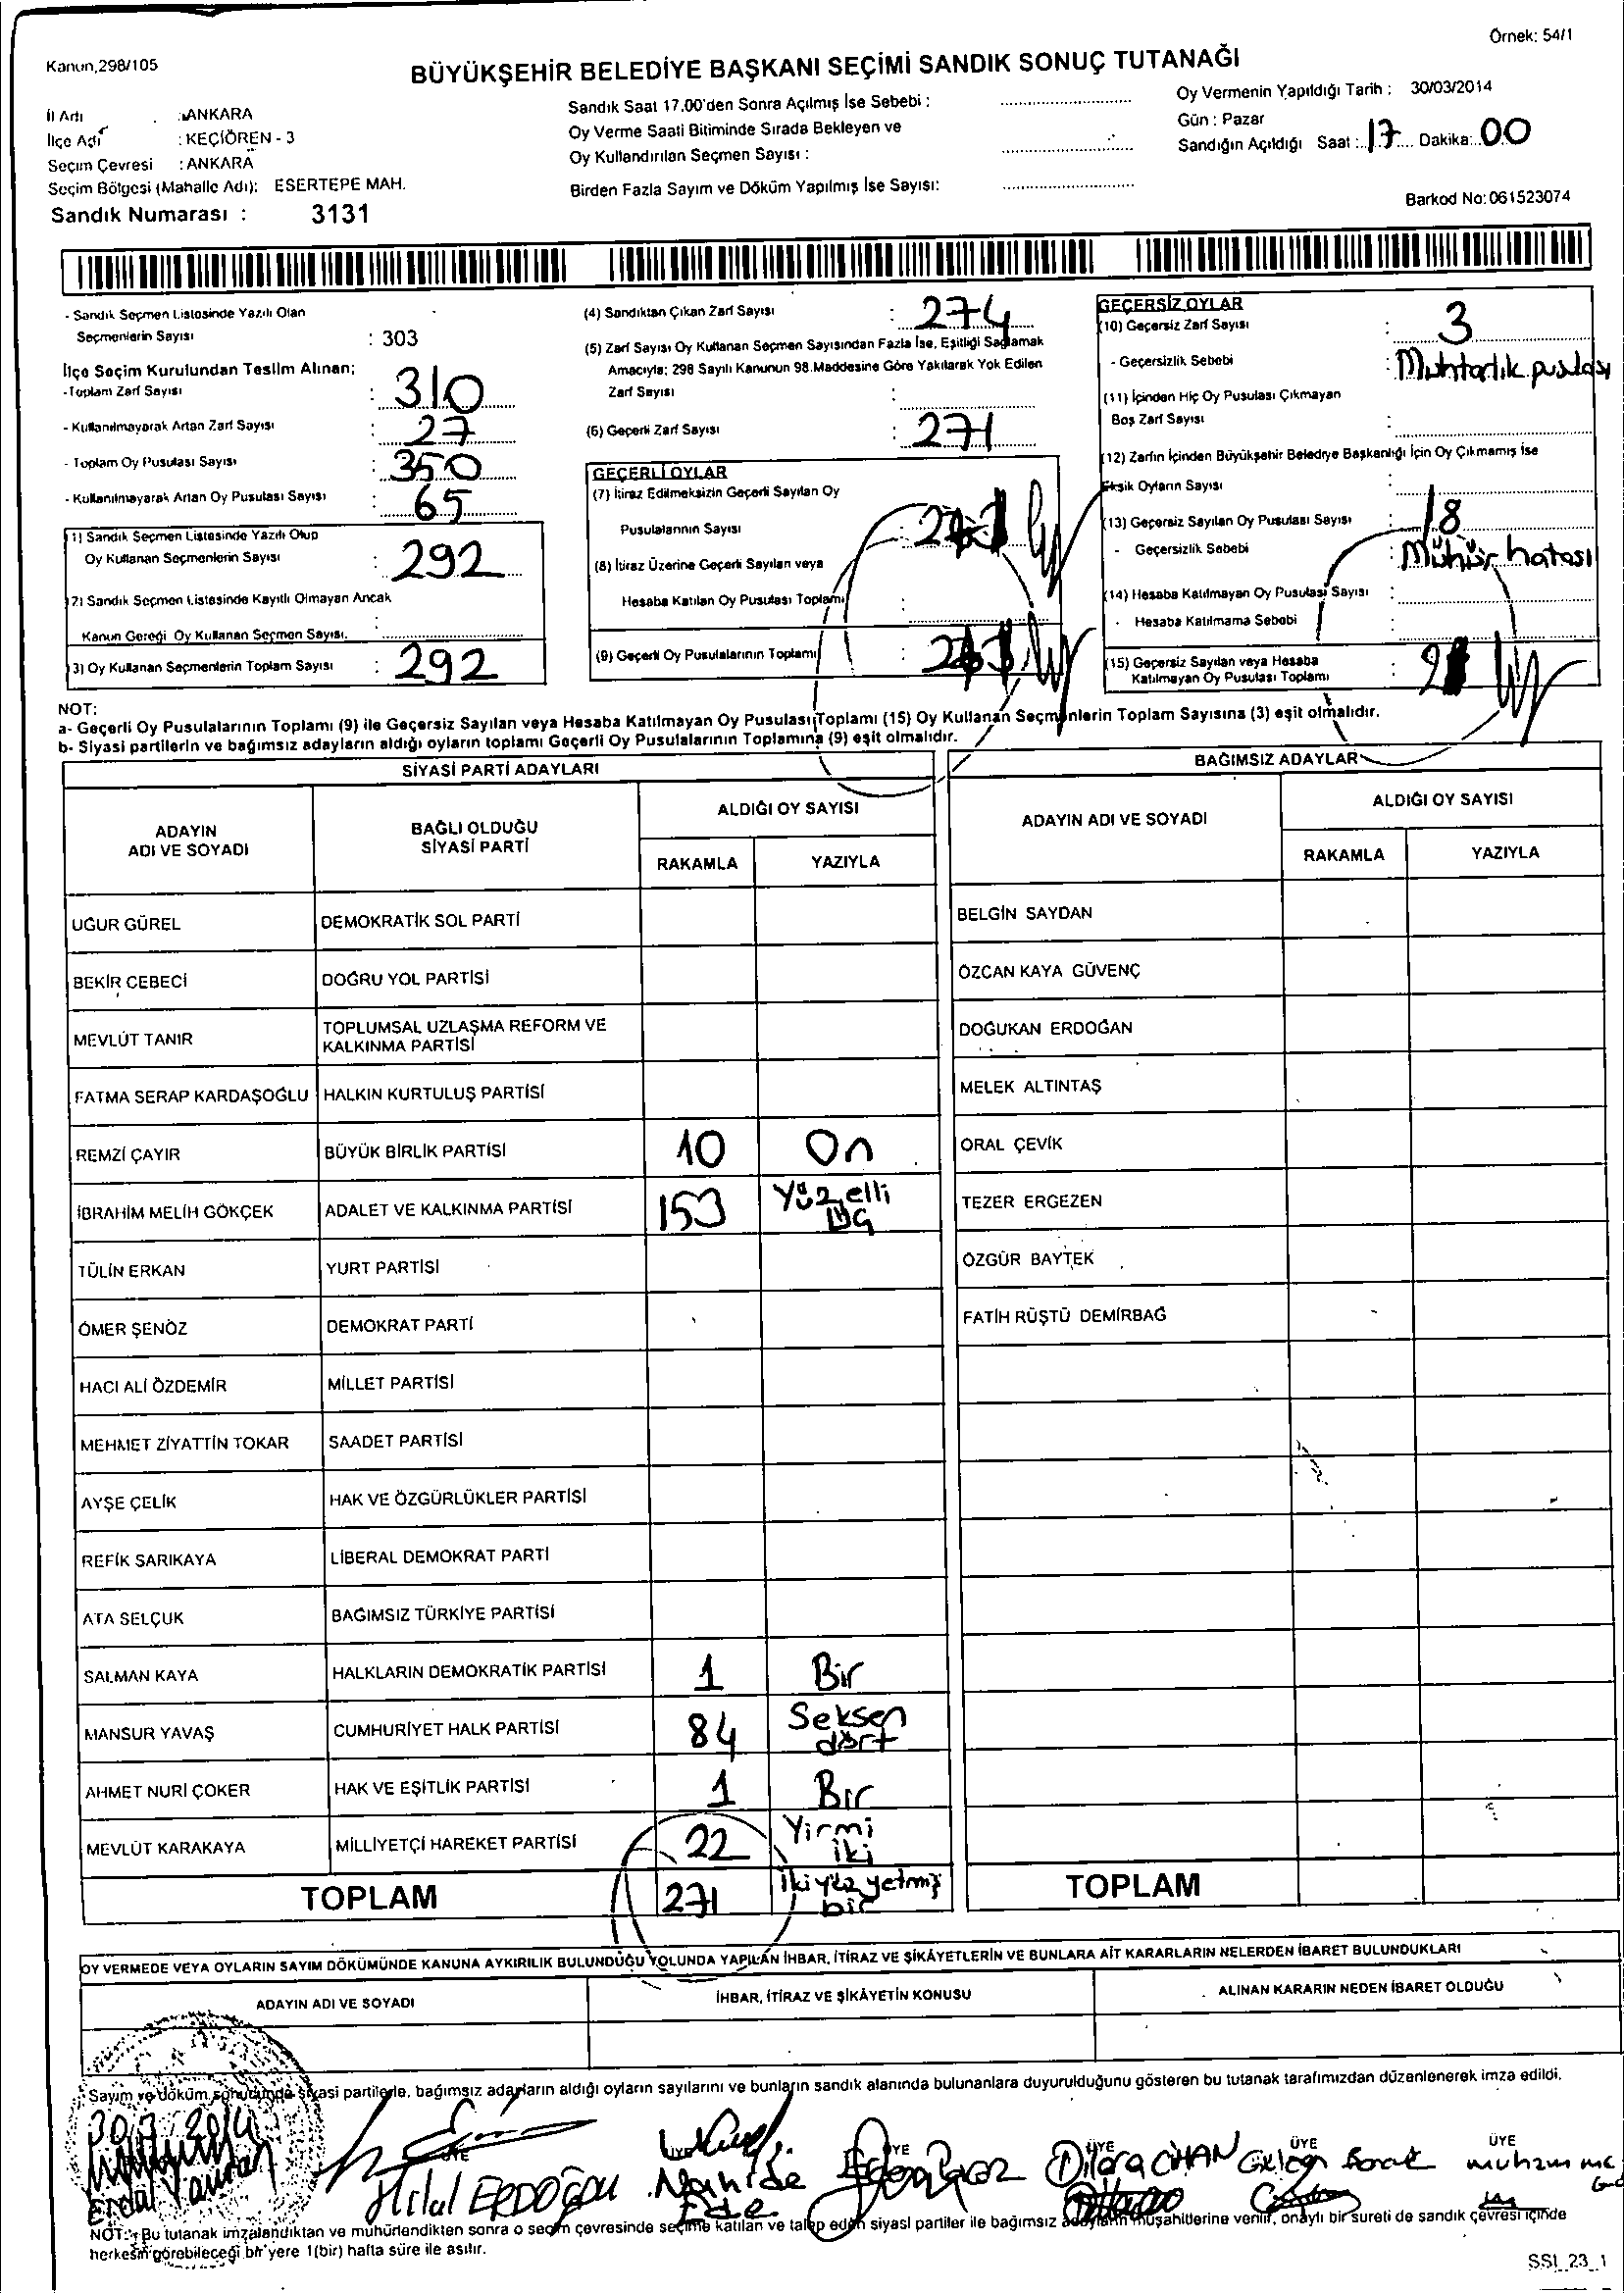 Örnek: 54/1
Kanun,298/105
BÜYÜKŞEHİR BELEDİYE BAŞKANI SEÇİMİ SANDIK SONUÇ TUTANAĞI
İl Adı : ANKARA
İlçe Adı : KEÇİÖREN - 3
Seçim Çevresi : ANKARA
Seçim Bölgesi (Mahalle Adı): ESERTEPE MAH.
Sandık Numarası : 3131
Sandık Saat 17.00'den Sonra Açılmış İse Sebebi :
Oy Verme Saati Bitiminde Sırada Bekleyen ve
Oy Kullandırılan Seçmen Sayısı :
Birden Fazla Sayım ve Döküm Yapılmış İse Sayısı:
Oy Vermenin Yapıldığı Tarih : 30/03/2014
Gün : Pazar
Sandığın Açıldığı Saat : 17 Dakika: 00
Barkod No: 061523074
- Sandık Seçmen Listesinde Yazılı Olan
Seçmenlerin Sayısı : 303
İlçe Seçim Kurulundan Teslim Alınan;
-Toplam Zarf Sayısı : 310
- Kullanılmayarak Artan Zarf Sayısı : 27
- Toplam Oy Pusulası Sayısı : 350
- Kullanılmayarak Artan Oy Pusulası Sayısı : 65
1) Sandık Seçmen Listesinde Yazılı Olup
Oy Kullanan Seçmenlerin Sayısı : 292
2) Sandık Seçmen Listesinde Kayıtlı Olmayan Ancak
Kanun Gereği Oy Kullanan Seçmen Sayısı. :
3) Oy Kullanan Seçmenlerin Toplam Sayısı : 292
(4) Sandıktan Çıkan Zarf Sayısı : 274
(5) Zarf Sayısı Oy Kullanan Seçmen Sayısından Fazla İse, Eşitliği Sağlamak
Amacıyla; 298 Sayılı Kanunun 98.Maddesine Göre Yakılarak Yok Edilen
Zarf Sayısı :
(6) Geçerli Zarf Sayısı : 271
GEÇERLİ OYLAR
(7) İtiraz Edilmeksizin Geçerli Sayılan Oy
Pusulalarının Sayısı :
(8) İtiraz Üzerine Geçerli Sayılan veya
Hesaba Katılan Oy Pusulası Toplamı :
(9) Geçerli Oy Pusulalarının Toplamı :
GEÇERSİZ OYLAR
(10) Geçersiz Zarf Sayısı : 3
- Geçersizlik Sebebi : Muhtarlık puslası
(11) İçinden Hiç Oy Pusulası Çıkmayan
Boş Zarf Sayısı :
(12) Zarfın İçinden Büyükşehir Belediye Başkanlığı İçin Oy Çıkmamış İse
Eksik Oyların Sayısı :
(13) Geçersiz Sayılan Oy Pusulası Sayısı : 18
- Geçersizlik Sebebi : Mühür hatası
(14) Hesaba Katılmayan Oy Pusulası Sayısı :
- Hesaba Katılmama Sebebi :
(15) Geçersiz Sayılan veya Hesaba
Katılmayan Oy Pusulası Toplamı :
NOT:
a- Geçerli Oy Pusulalarının Toplamı (9) ile Geçersiz Sayılan veya Hesaba Katılmayan Oy Pusulası Toplamı (15) Oy Kullanan Seçmenlerin Toplam Sayısına (3) eşit olmalıdır.
b- Siyasi partilerin ve bağımsız adayların aldığı oyların toplamı Geçerli Oy Pusulalarının Toplamına (9) eşit olmalıdır.
SİYASİ PARTİ ADAYLARI
ADAYIN ADI VE SOYADI
BAĞLI OLDUĞU SİYASİ PARTİ
ALDIĞI OY SAYISI
RAKAMLA YAZIYLA
UĞUR GÜREL DEMOKRATİK SOL PARTİ
BEKİR CEBECİ DOĞRU YOL PARTİSİ
MEVLÜT TANIR TOPLUMSAL UZLAŞMA REFORM VE
KALKINMA PARTİSİ
FATMA SERAP KARDAŞOĞLU HALKIN KURTULUŞ PARTİSİ
REMZİ ÇAYIR BÜYÜK BİRLİK PARTİSİ 10 On
İBRAHİM MELİH GÖKÇEK ADALET VE KALKINMA PARTİSİ 153 Yüzelli
üç
TÜLİN ERKAN YURT PARTİSİ
ÖMER ŞENÖZ DEMOKRAT PARTİ
HACI ALİ ÖZDEMİR MİLLET PARTİSİ
MEHMET ZİYATTİN TOKAR SAADET PARTİSİ
AYŞE ÇELİK HAK VE ÖZGÜRLÜKLER PARTİSİ
REFİK SARIKAYA LİBERAL DEMOKRAT PARTİ
ATA SELÇUK BAĞIMSIZ TÜRKİYE PARTİSİ
SALMAN KAYA HALKLARIN DEMOKRATİK PARTİSİ 1 Bir
MANSUR YAVAŞ CUMHURİYET HALK PARTİSİ 84 Seksen
dört
AHMET NURİ ÇOKER HAK VE EŞİTLİK PARTİSİ 1 Bir
MEVLÜT KARAKAYA MİLLİYETÇİ HAREKET PARTİSİ 22 Yirmi
iki
TOPLAM 271 İkiyüz yetmiş
bir
BAĞIMSIZ ADAYLAR
ADAYIN ADI VE SOYADI
ALDIĞI OY SAYISI
RAKAMLA YAZIYLA
BELGİN SAYDAN
ÖZCAN KAYA GÜVENÇ
DOĞUKAN ERDOĞAN
MELEK ALTINTAŞ
ORAL ÇEVİK
TEZER ERGEZEN
ÖZGÜR BAYTEK
FATİH RÜŞTÜ DEMİRBAĞ
TOPLAM
OY VERMEDE VEYA OYLARIN SAYIM DÖKÜMÜNDE KANUNA AYKIRILIK BULUNDUĞU YOLUNDA YAPILAN İHBAR, İTİRAZ VE ŞİKÂYETLERİN VE BUNLARA AİT KARARLARIN NELERDEN İBARET BULUNDUKLARI
ADAYIN ADI VE SOYADI İHBAR, İTİRAZ VE ŞİKÂYETİN KONUSU ALINAN KARARIN NEDEN İBARET OLDUĞU
Sayım ve döküm sonucunda siyasi partilerle, bağımsız adayların aldığı oyların sayılarını ve bunların sandık alanında bulunanlara duyurulduğunu gösteren bu tutanak tarafımızdan düzenlenerek imza edildi.
30.3.2014
ÜYE ÜYE ÜYE ÜYE ÜYE ÜYE
Erdal Hilal ERDOĞAN Nahide Dilara CİHAN
Ede
NOT: Bu tutanak imzalandıktan ve mühürlendikten sonra o seçim çevresinde seçime katılan ve talep eden siyasi partiler ile bağımsız adayların müşahitlerine verilir, onaylı bir sureti de sandık çevresi içinde
herkesin görebileceği bir yere 1(bir) hafta süre ile asılır.
SSI_23_1